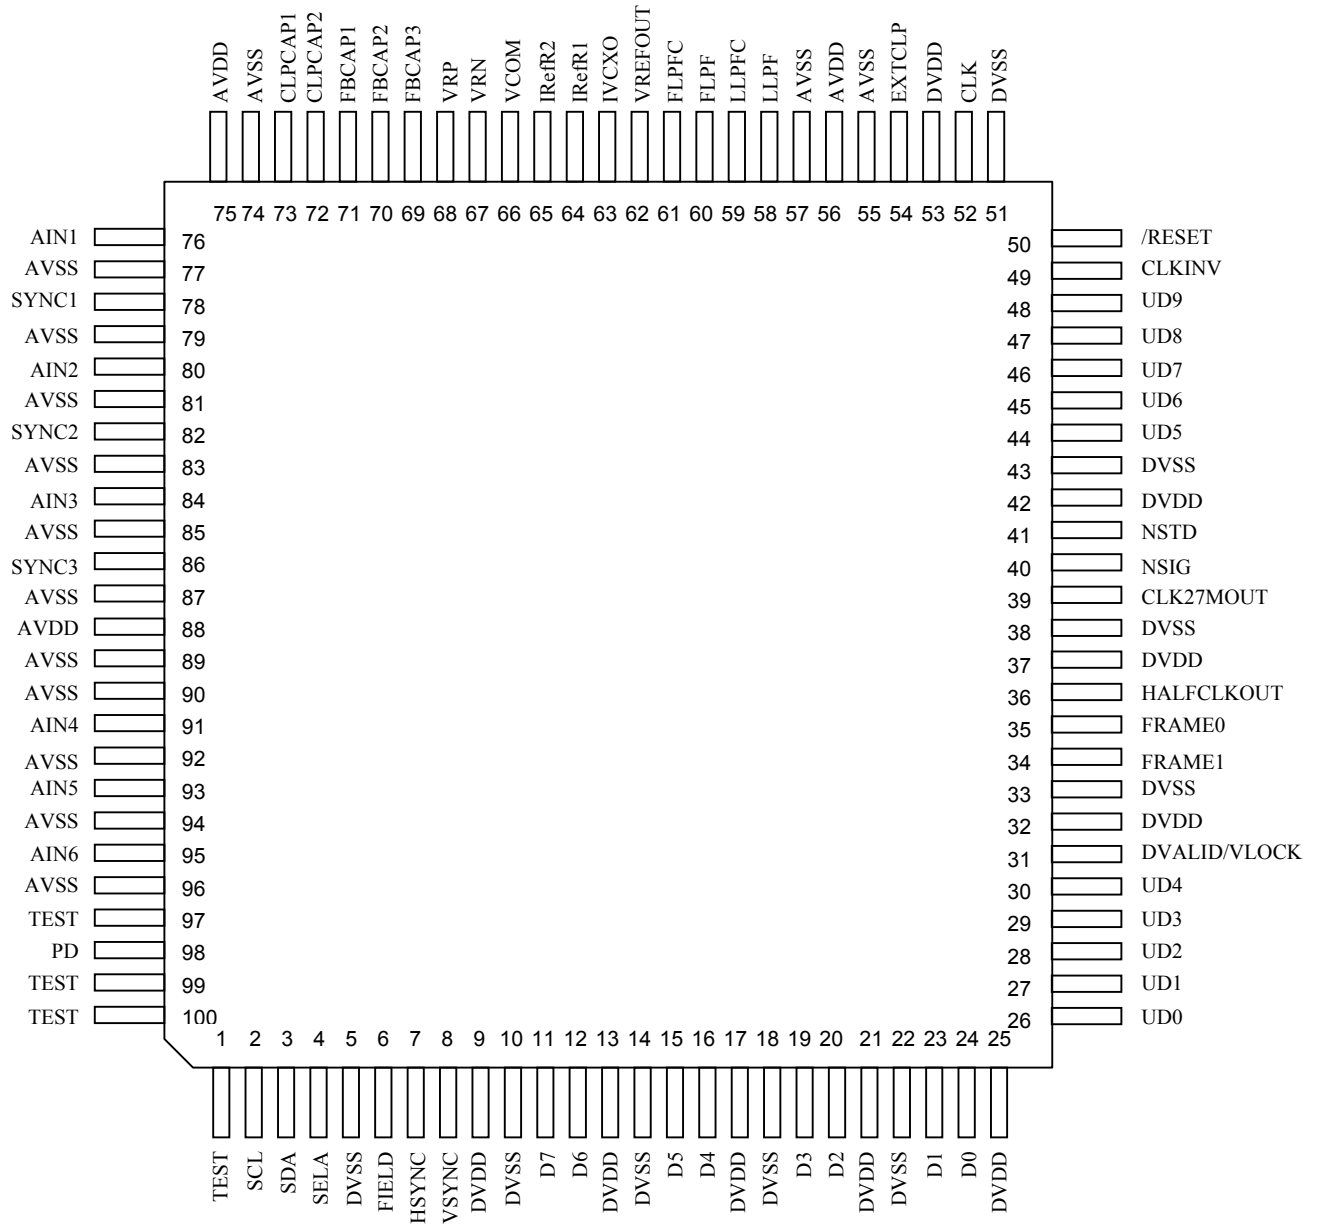 AVDD AVSS CLPCAP1 CLPCAP2 FBCAP1 FBCAP2 FBCAP3 VRP VRN VCOM IRefR2 IRefR1 IVCXO VREFOUT FLPFC FLPF LLPFC LLPF AVSS AVDD AVSS EXTCLP DVDD CLK DVSS
75 74 73 72 71 70 69 68 67 66 65 64 63 62 61 60 59 58 57 56 55 54 53 52 51
AIN1 76 50 /RESET
AVSS 77 49 CLKINV
SYNC1 78 48 UD9
AVSS 79 47 UD8
AIN2 80 46 UD7
AVSS 81 45 UD6
SYNC2 82 44 UD5
AVSS 83 43 DVSS
AIN3 84 42 DVDD
AVSS 85 41 NSTD
SYNC3 86 40 NSIG
AVSS 87 39 CLK27MOUT
AVDD 88 38 DVSS
AVSS 89 37 DVDD
AVSS 90 36 HALFCLKOUT
AIN4 91 35 FRAME0
AVSS 92 34 FRAME1
AIN5 93 33 DVSS
AVSS 94 32 DVDD
AIN6 95 31 DVALID/VLOCK
AVSS 96 30 UD4
TEST 97 29 UD3
PD 98 28 UD2
TEST 99 27 UD1
TEST 100 26 UD0
1 2 3 4 5 6 7 8 9 10 11 12 13 14 15 16 17 18 19 20 21 22 23 24 25
TEST SCL SDA SELA DVSS FIELD HSYNC VSYNC DVDD DVSS D7 D6 DVDD DVSS D5 D4 DVDD DVSS D3 D2 DVDD DVSS D1 D0 DVDD